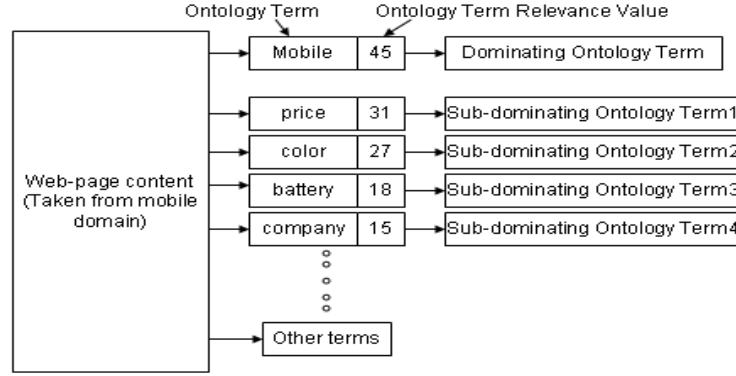 Ontology Term
Ontology Term Relevance Value
Mobile 45 Dominating Ontology Term
price 31 Sub-dominating Ontology Term1
color 27 Sub-dominating Ontology Term2
Web-page content
(Taken from mobile
domain)
battery 18 Sub-dominating Ontology Term3
company 15 Sub-dominating Ontology Term4
Other terms